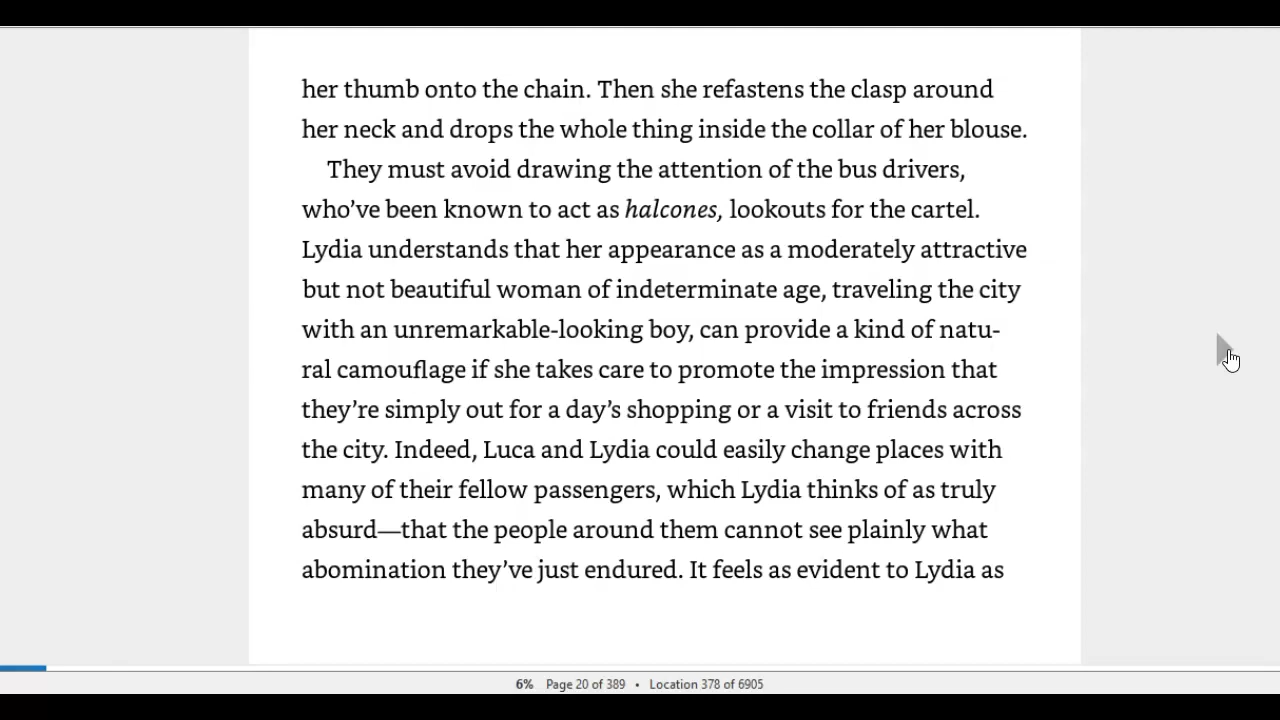 her thumb onto the chain. Then she refastens the clasp around
her neck and drops the whole thing inside the collar of her blouse.
They must avoid drawing the attention of the bus drivers,
who’ve been known to act as halcones, lookouts for the cartel.
Lydia understands that her appearance as a moderately attractive
but not beautiful woman of indeterminate age, traveling the city
with an unremarkable-looking boy, can provide a kind of natu-
ral camouflage if she takes care to promote the impression that
they’re simply out for a day’s shopping or a visit to friends across
the city. Indeed, Luca and Lydia could easily change places with
many of their fellow passengers, which Lydia thinks of as truly
absurd—that the people around them cannot see plainly what
abomination they’ve just endured. It feels as evident to Lydia as
6% Page 20 of 389 • Location 378 of 6905